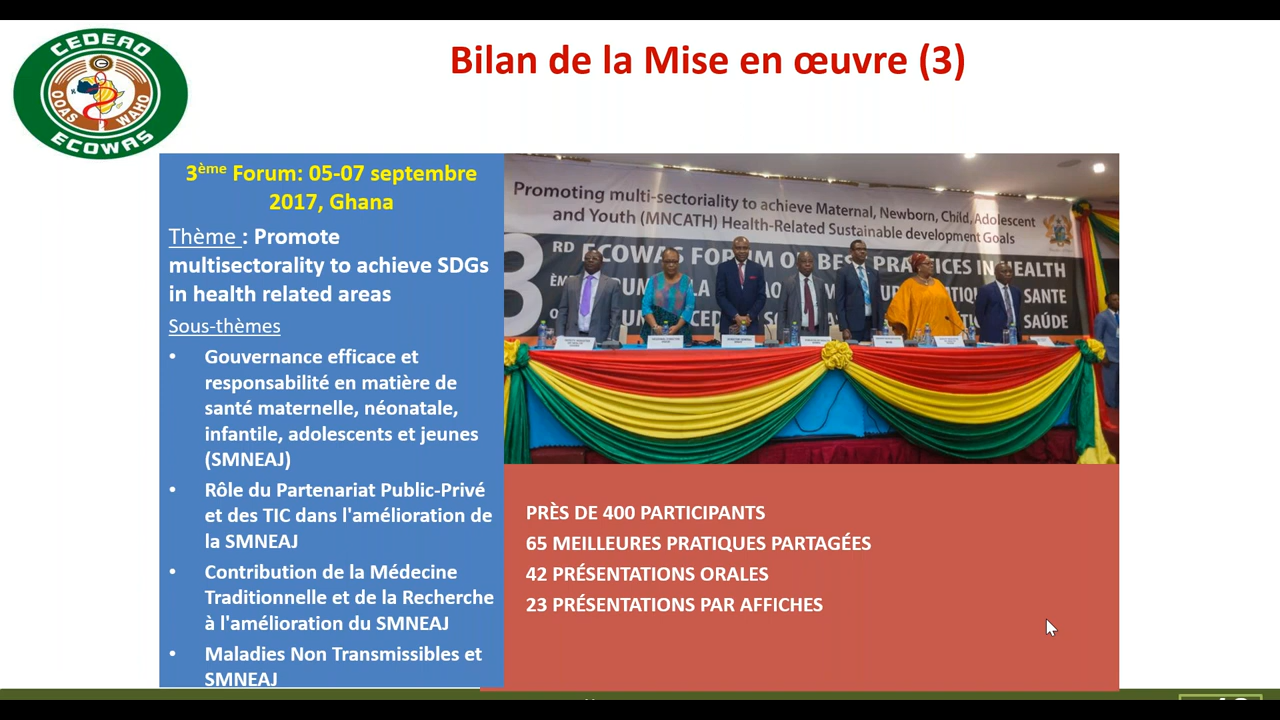 CEDEAO
OOAS WAHO
ECOWAS
Bilan de la Mise en œuvre (3)
3ème Forum: 05-07 septembre
2017, Ghana
Thème : Promote
multisectorality to achieve SDGs
in health related areas
Sous-thèmes
• Gouvernance efficace et
responsabilité en matière de
santé maternelle, néonatale,
infantile, adolescents et jeunes
(SMNEAJ)
• Rôle du Partenariat Public-Privé
et des TIC dans l'amélioration de
la SMNEAJ
• Contribution de la Médecine
Traditionnelle et de la Recherche
à l'amélioration du SMNEAJ
• Maladies Non Transmissibles et
SMNEAJ
Promoting multi-sectoriality to achieve Maternal, Newborn, Child, Adolescent
and Youth (MNCATH) Health-Related Sustainable development Goals
3RD ECOWAS FORUM ON BEST PRACTICES IN HEALTH
SANTE
SAÚDE
PRÈS DE 400 PARTICIPANTS
65 MEILLEURES PRATIQUES PARTAGÉES
42 PRÉSENTATIONS ORALES
23 PRÉSENTATIONS PAR AFFICHES